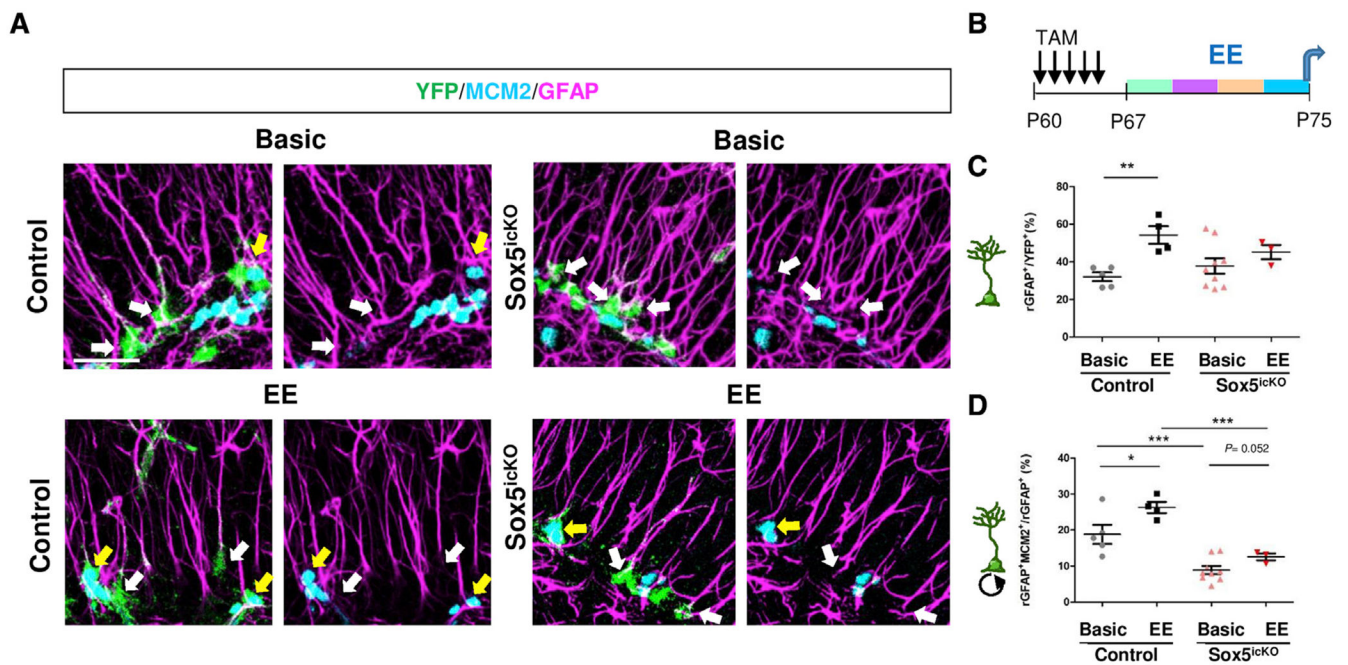 A
YFP/MCM2/GFAP
Basic
Basic
Control
Sox5icKO
EE
EE
Control
Sox5icKO
B
TAM
EE
P60
P67
P75
C
**
rGFAP+/YFP+(%)
80
60
40
20
0
Basic EE Basic EE
Control Sox5icKO
D
***
***
P= 0.052
*
rGFAP+MCM2+/rGFAP+ (%)
40
30
20
10
0
Basic EE Basic EE
Control Sox5icKO